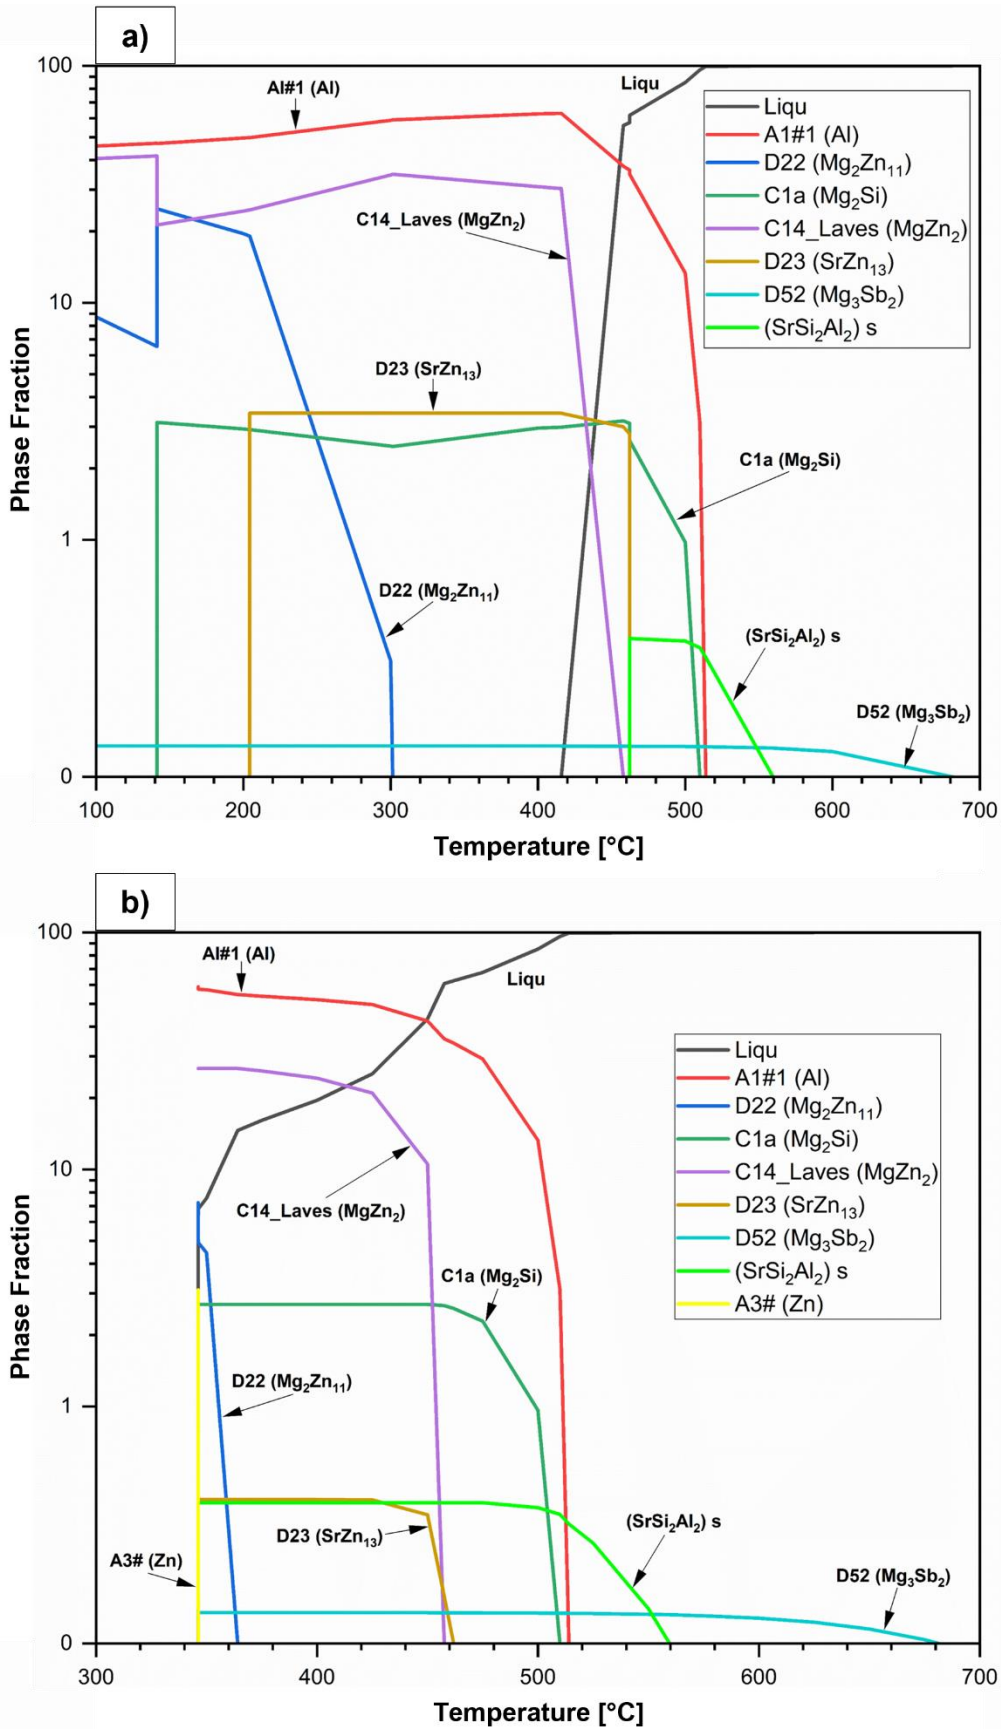 a)
100
10
1
0
Phase Fraction
Al#1 (Al)
Liqu
C14_Laves (MgZn₂)
D23 (SrZn₁₃)
C1a (Mg₂Si)
D22 (Mg₂Zn₁₁)
(SrSi₂Al₂) s
D52 (Mg₃Sb₂)
Liqu
A1#1 (Al)
D22 (Mg₂Zn₁₁)
C1a (Mg₂Si)
C14_Laves (MgZn₂)
D23 (SrZn₁₃)
D52 (Mg₃Sb₂)
(SrSi₂Al₂) s
100 200 300 400 500 600 700
Temperature [°C]
b)
100
10
1
0
Phase Fraction
Al#1 (Al)
Liqu
C14_Laves (MgZn₂)
C1a (Mg₂Si)
D22 (Mg₂Zn₁₁)
D23 (SrZn₁₃)
(SrSi₂Al₂) s
A3# (Zn)
D52 (Mg₃Sb₂)
Liqu
A1#1 (Al)
D22 (Mg₂Zn₁₁)
C1a (Mg₂Si)
C14_Laves (MgZn₂)
D23 (SrZn₁₃)
D52 (Mg₃Sb₂)
(SrSi₂Al₂) s
A3# (Zn)
300 400 500 600 700
Temperature [°C]